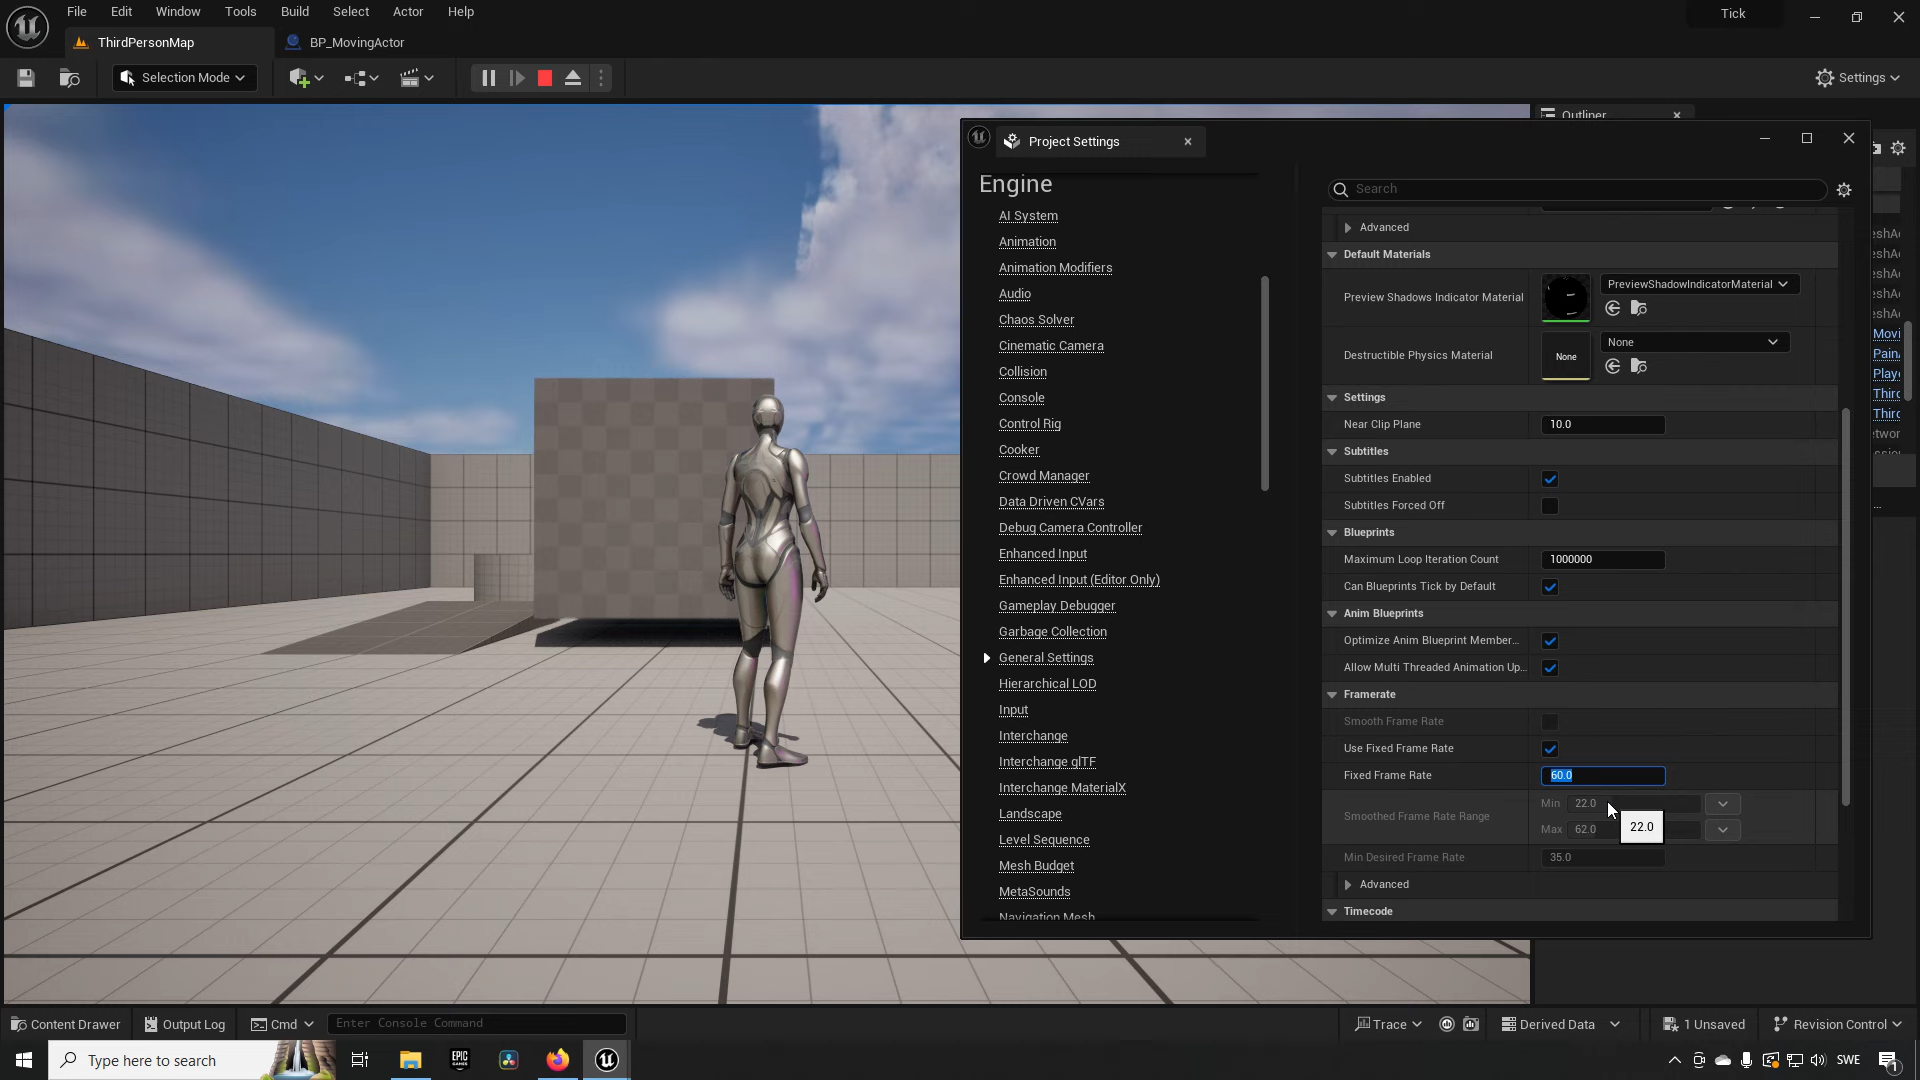 File Edit Window Tools Build Select Actor Help
Tick
ThirdPersonMap
BP_MovingActor
Selection Mode
Settings
Outliner
Project Settings
Engine
AI System
Animation
Animation Modifiers
Audio
Chaos Solver
Cinematic Camera
Collision
Console
Control Rig
Cooker
Crowd Manager
Data Driven CVars
Debug Camera Controller
Enhanced Input
Enhanced Input (Editor Only)
Gameplay Debugger
Garbage Collection
General Settings
Hierarchical LOD
Input
Interchange
Interchange glTF
Interchange MaterialX
Landscape
Level Sequence
Mesh Budget
MetaSounds
Navigation Mesh
Search
Advanced
Default Materials
Preview Shadows Indicator Material
PreviewShadowIndicatorMaterial
Destructible Physics Material
None
None
Settings
Near Clip Plane 10.0
Subtitles
Subtitles Enabled
Subtitles Forced Off
Blueprints
Maximum Loop Iteration Count 1000000
Can Blueprints Tick by Default
Anim Blueprints
Optimize Anim Blueprint Member...
Allow Multi Threaded Animation Up...
Framerate
Smooth Frame Rate
Use Fixed Frame Rate
Fixed Frame Rate 60.0
Smoothed Frame Rate Range
Min 22.0
Max 62.0
22.0
Min Desired Frame Rate 35.0
Advanced
Timecode
Content Drawer
Output Log
Cmd
Enter Console Command
Trace
Derived Data
1 Unsaved
Revision Control
Type here to search
EPIC GAMES
SWE
1